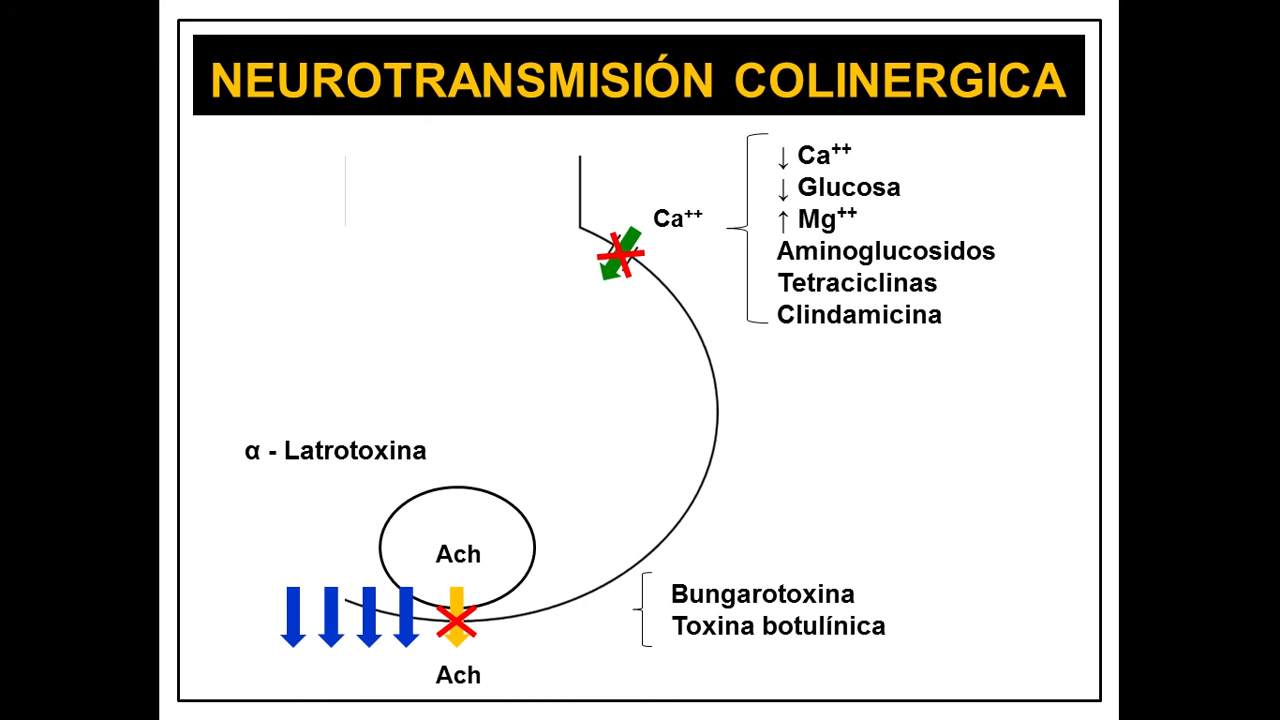 NEUROTRANSMISIÓN COLINERGICA
↓ Ca⁺⁺
↓ Glucosa
Ca⁺⁺
↑ Mg⁺⁺
Aminoglucosidos
Tetraciclinas
Clindamicina
α - Latrotoxina
Ach
Bungarotoxina
Toxina botulínica
Ach